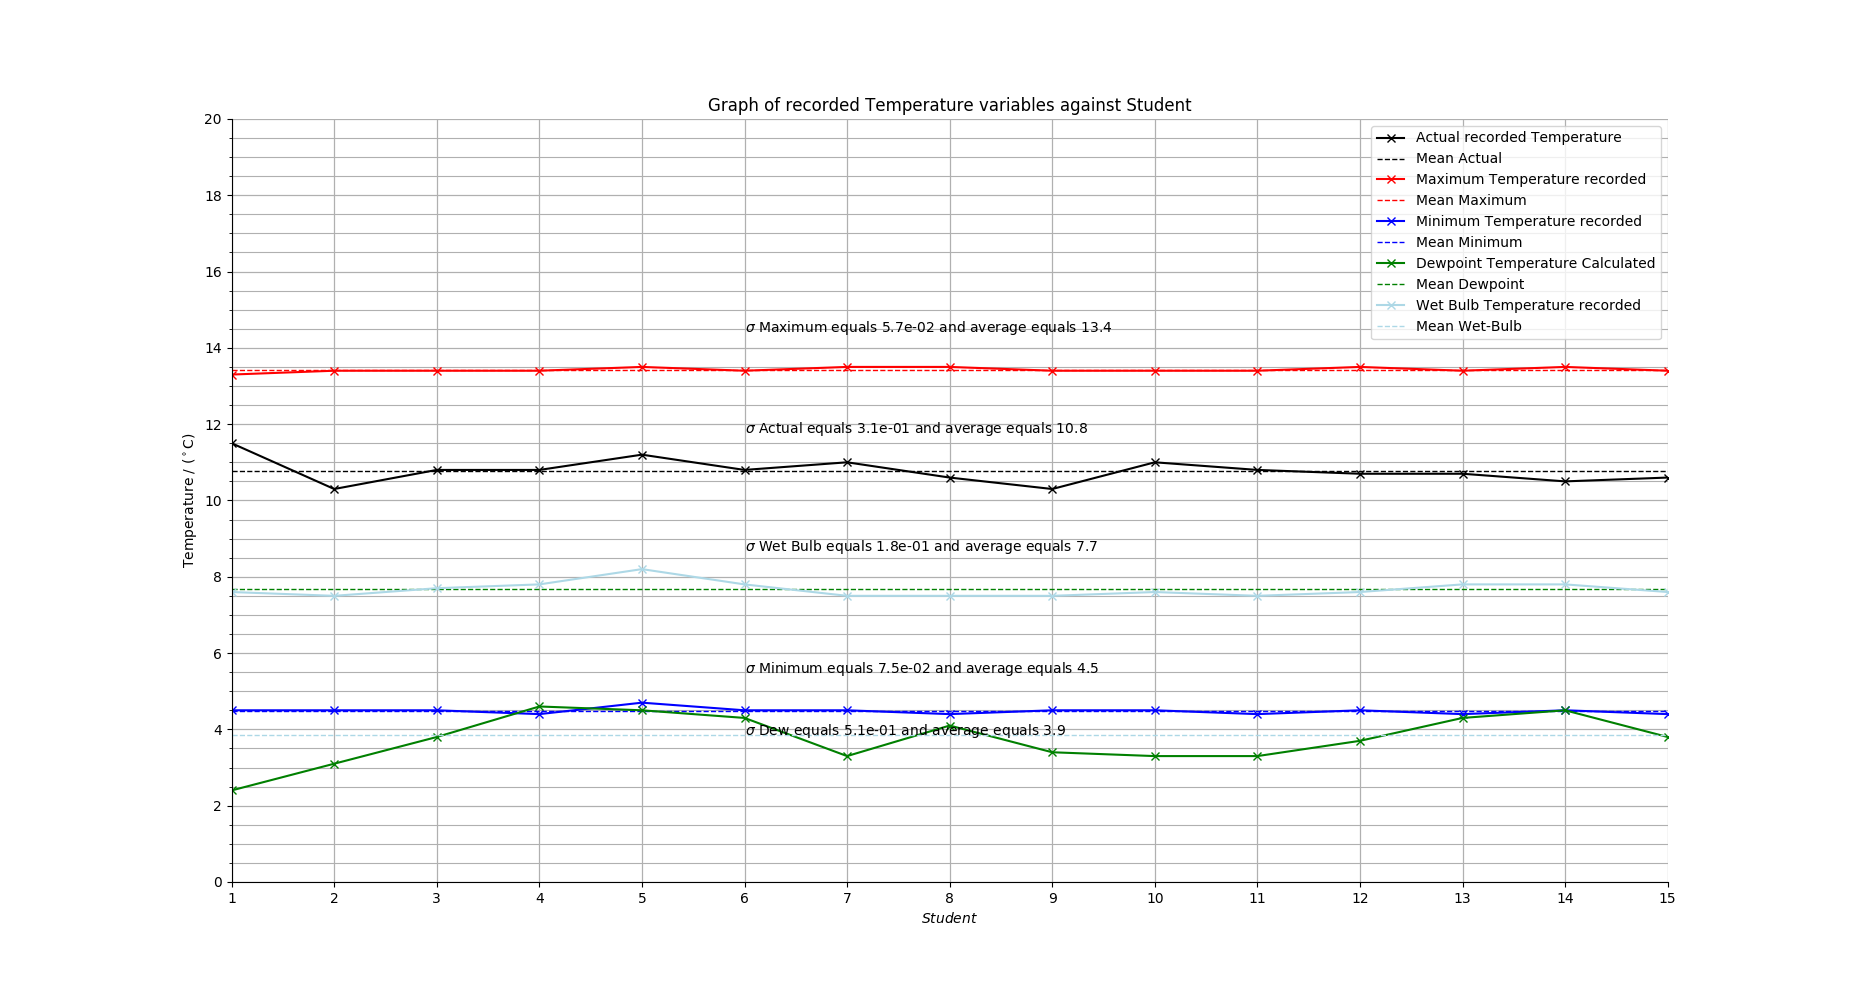 Graph of recorded Temperature variables against Student
20
18
16
14
12
10
8
6
4
2
0
Temperature / (°C)
Actual recorded Temperature
Mean Actual
Maximum Temperature recorded
Mean Maximum
Minimum Temperature recorded
Mean Minimum
Dewpoint Temperature Calculated
Mean Dewpoint
Wet Bulb Temperature recorded
Mean Wet-Bulb
σ Maximum equals 5.7e-02 and average equals 13.4
σ Actual equals 3.1e-01 and average equals 10.8
σ Wet Bulb equals 1.8e-01 and average equals 7.7
σ Minimum equals 7.5e-02 and average equals 4.5
σ Dew equals 5.1e-01 and average equals 3.9
1 2 3 4 5 6 7 8 9 10 11 12 13 14 15
Student